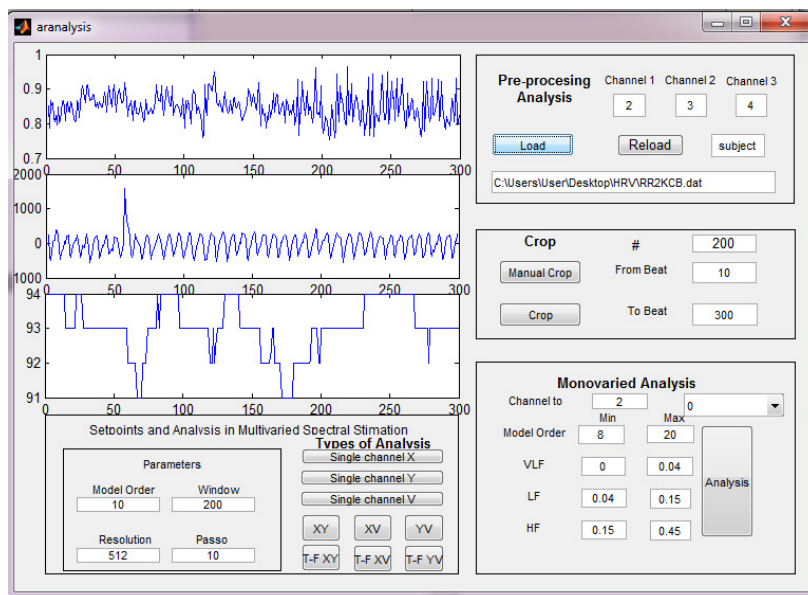 aranalysis
1
0.9
0.8
0.7
0 50 100 150 200 250 300
2000
1000
0
1000
0 50 100 150 200 250 300
94
93
92
91
0 50 100 150 200 250 300
Setpoints and Analysis in Multivaried Spectral Stimation
Parameters
Model Order Window
10 200
Resolution Passo
512 10
Types of Analysis
Single channel X
Single channel Y
Single channel V
XY XV YV
T-F XY T-F XV T-F YV
Pre-procesing
Analysis
Channel 1 Channel 2 Channel 3
2 3 4
Load Reload subject
C:\Users\User\Desktop\HRV\RR2KCB.dat
Crop # 200
Manual Crop From Beat 10
Crop To Beat 300
Monovaried Analysis
Channel to 2 0
Min Max
Model Order 8 20
VLF 0 0.04
LF 0.04 0.15
HF 0.15 0.45
Analysis